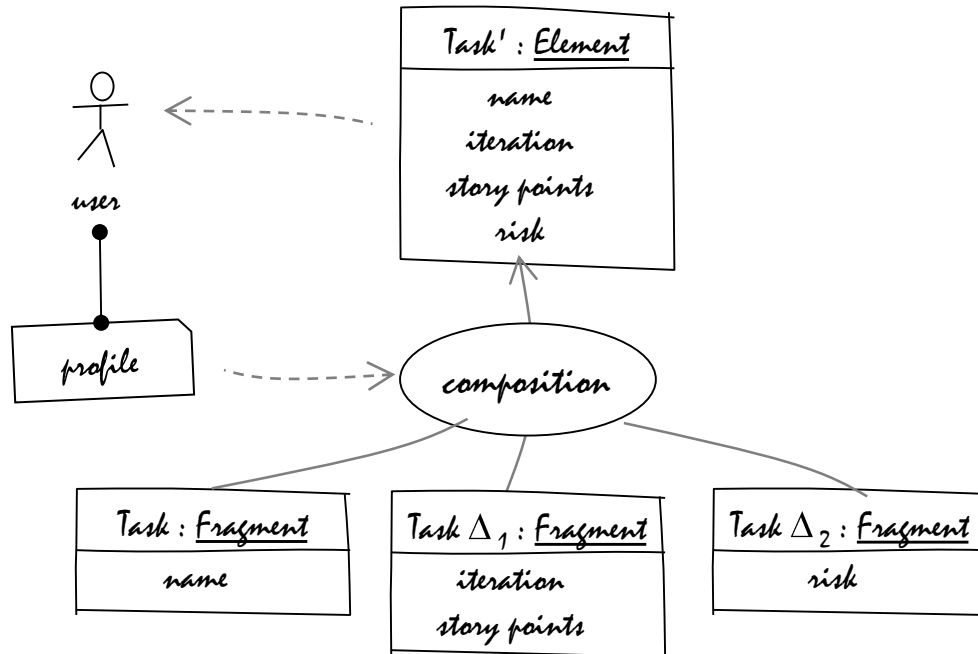 Task' : Element
name
iteration
story points
risk
user
profile
composition
Task : Fragment
name
Task Δ1 : Fragment
iteration
story points
Task Δ2 : Fragment
risk